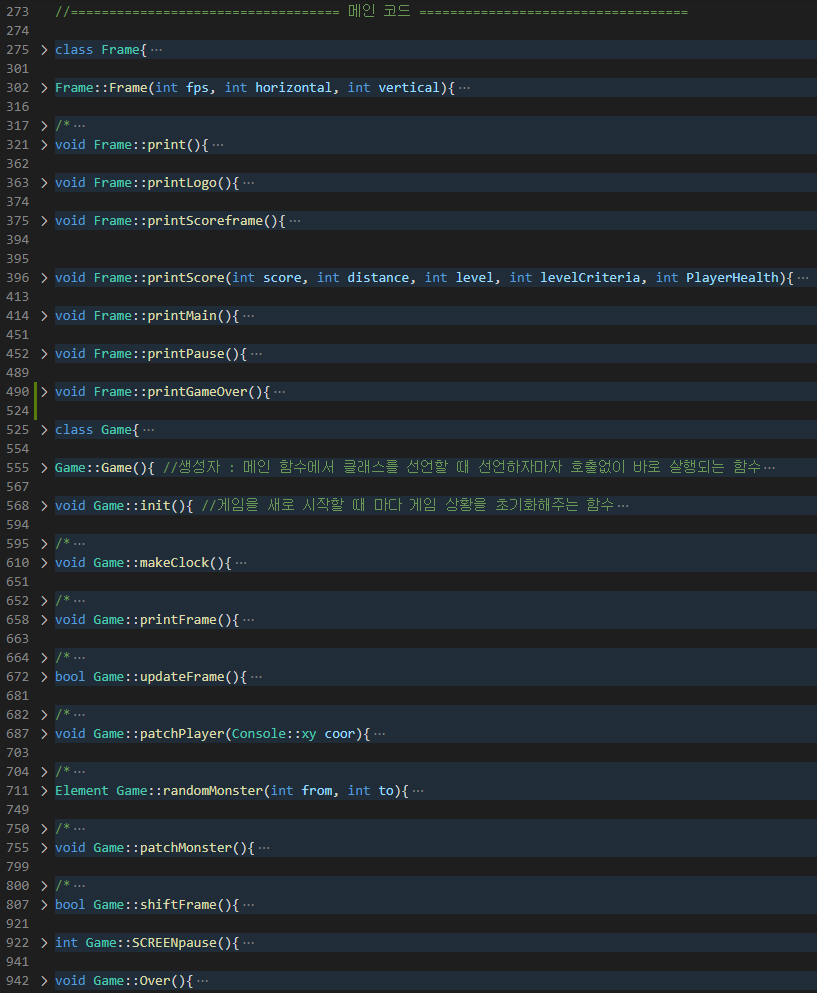 273 //=================================== 메인 코드 ===================================
274
275 > class Frame{ ···
301
302 > Frame::Frame(int fps, int horizontal, int vertical){ ···
316
317 > /* ···
321 > void Frame::print(){ ···
362
363 > void Frame::printLogo(){ ···
374
375 > void Frame::printScoreframe(){ ···
394
395
396 > void Frame::printScore(int score, int distance, int level, int levelCriteria, int PlayerHealth){ ···
413
414 > void Frame::printMain(){ ···
451
452 > void Frame::printPause(){ ···
489
490 > void Frame::printGameOver(){ ···
524
525 > class Game{ ···
554
555 > Game::Game(){ //생성자 : 메인 함수에서 클래스를 선언할 때 선언하자마자 호출없이 바로 실행되는 함수 ···
567
568 > void Game::init(){ //게임을 새로 시작할 때 마다 게임 상황을 초기화해주는 함수 ···
594
595 > /* ···
610 > void Game::makeClock(){ ···
651
652 > /* ···
658 > void Game::printFrame(){ ···
663
664 > /* ···
672 > bool Game::updateFrame(){ ···
681
682 > /* ···
687 > void Game::patchPlayer(Console::xy coor){ ···
703
704 > /* ···
711 > Element Game::randomMonster(int from, int to){ ···
749
750 > /* ···
755 > void Game::patchMonster(){ ···
799
800 > /* ···
807 > bool Game::shiftFrame(){ ···
921
922 > int Game::SCREENpause(){ ···
941
942 > void Game::Over(){ ···